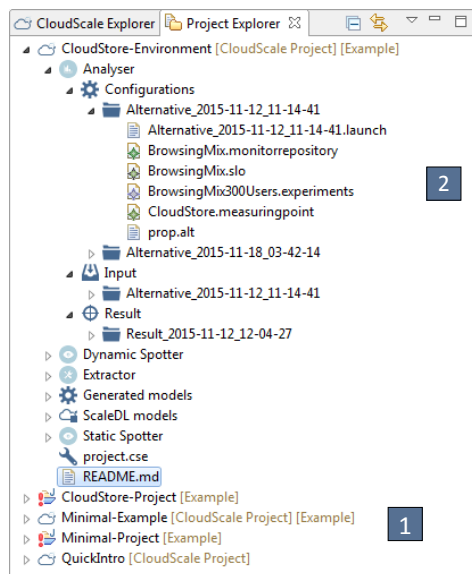 CloudScale Explorer Project Explorer
CloudStore-Environment [CloudScale Project] [Example]
Analyser
Configurations
Alternative_2015-11-12_11-14-41
Alternative_2015-11-12_11-14-41.launch
BrowsingMix.monitorrepository
BrowsingMix.slo
2
BrowsingMix300Users.experiments
CloudStore.measuringpoint
prop.alt
Alternative_2015-11-18_03-42-14
Input
Alternative_2015-11-12_11-14-41
Result
Result_2015-11-12_12-04-27
Dynamic Spotter
Extractor
Generated models
ScaleDL models
Static Spotter
project.cse
README.md
CloudStore-Project [Example]
Minimal-Example [CloudScale Project] [Example]
1
Minimal-Project [Example]
QuickIntro [CloudScale Project]